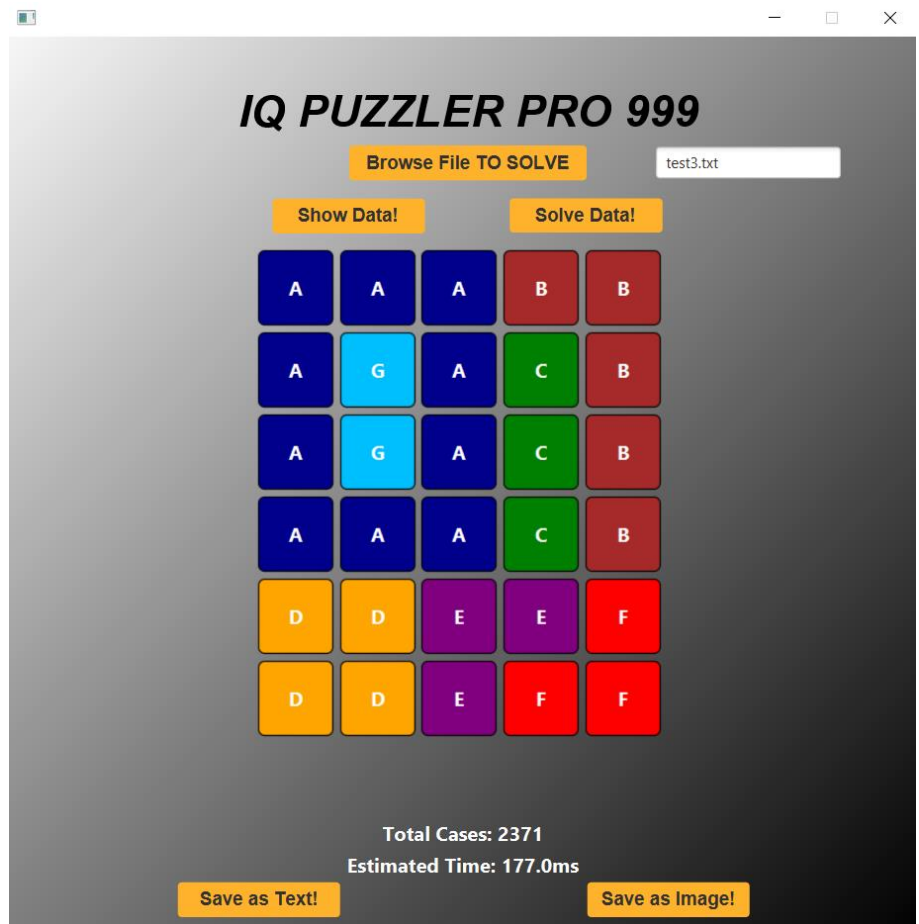 IQ PUZZLER PRO 999
Browse File TO SOLVE
test3.txt
Show Data!
Solve Data!
A A A B B
A G A C B
A G A C B
A A A C B
D D E E F
D D E F F
Total Cases: 2371
Estimated Time: 177.0ms
Save as Text!
Save as Image!